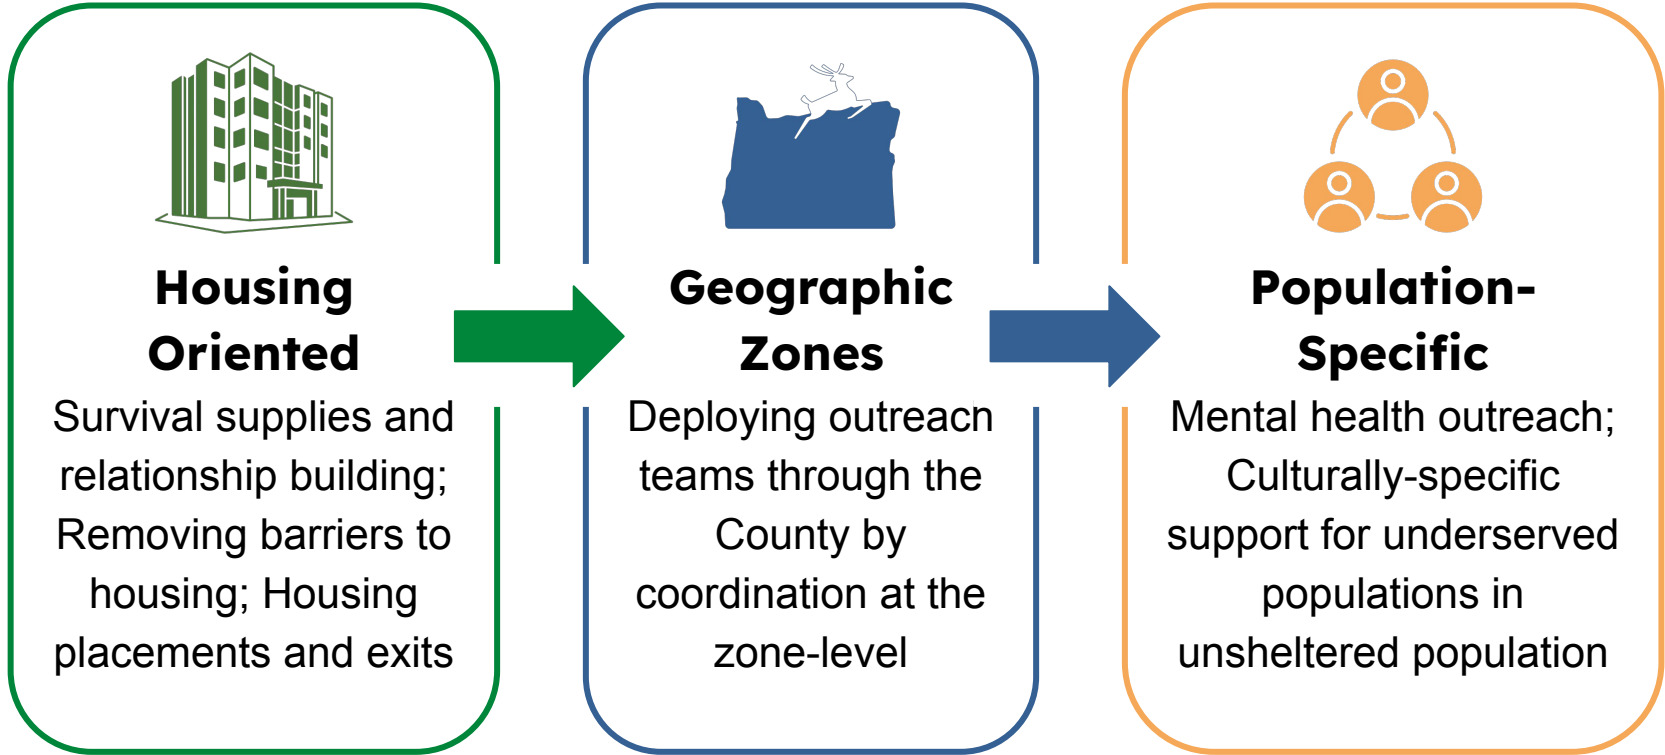 Housing
Oriented
Survival supplies and
relationship building;
Removing barriers to
housing; Housing
placements and exits
Geographic
Zones
Deploying outreach
teams through the
County by
coordination at the
zone-level
Population-
Specific
Mental health outreach;
Culturally-specific
support for underserved
populations in
unsheltered population